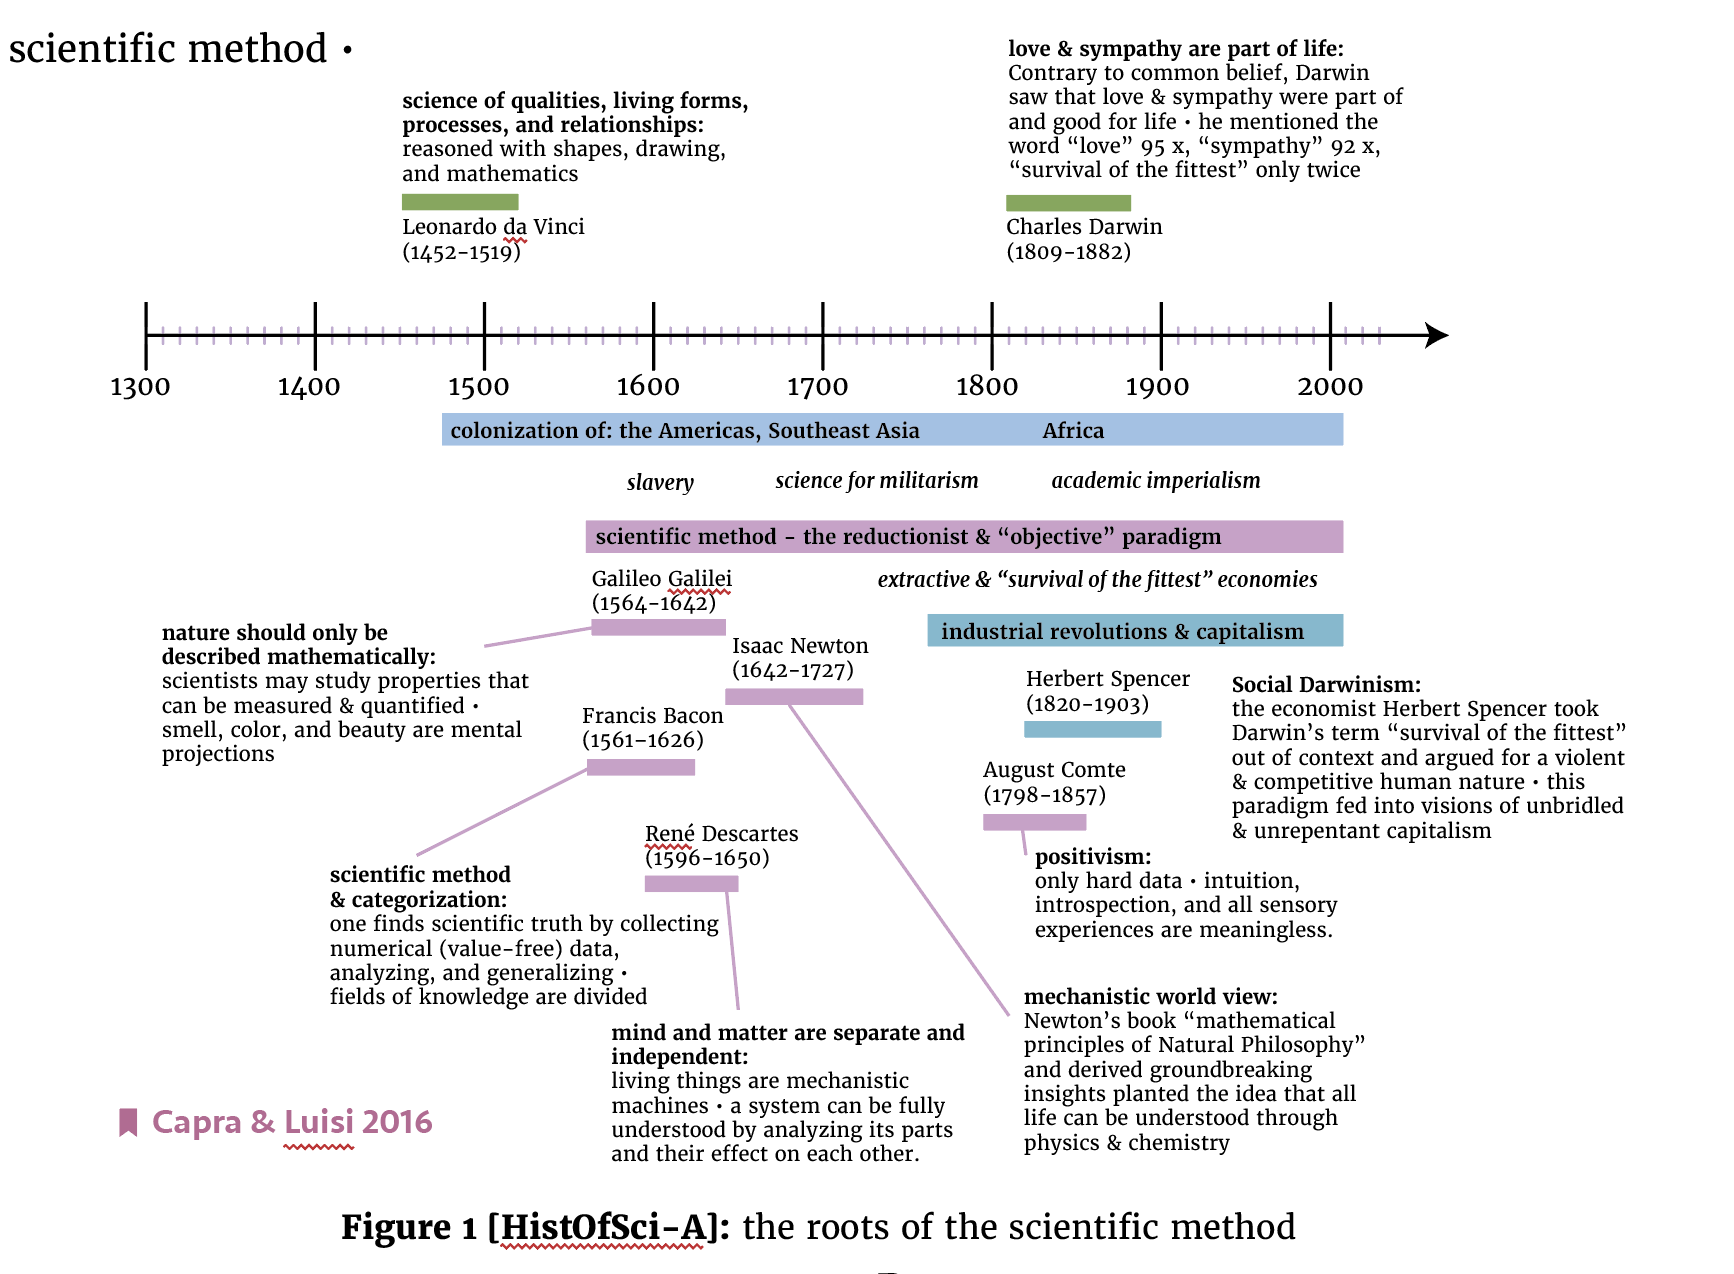 scientific method •
science of qualities, living forms,
processes, and relationships:
reasoned with shapes, drawing,
and mathematics
Leonardo da Vinci
(1452-1519)
love & sympathy are part of life:
Contrary to common belief, Darwin
saw that love & sympathy were part of
and good for life • he mentioned the
word “love” 95 x, “sympathy” 92 x,
“survival of the fittest” only twice
Charles Darwin
(1809-1882)
1300 1400 1500 1600 1700 1800 1900 2000
colonization of: the Americas, Southeast Asia Africa
slavery science for militarism academic imperialism
scientific method - the reductionist & “objective” paradigm
extractive & “survival of the fittest” economies
industrial revolutions & capitalism
Galileo Galilei
(1564-1642)
nature should only be
described mathematically:
scientists may study properties that
can be measured & quantified •
smell, color, and beauty are mental
projections
Isaac Newton
(1642-1727)
Francis Bacon
(1561–1626)
Herbert Spencer
(1820-1903)
Social Darwinism:
the economist Herbert Spencer took
Darwin’s term “survival of the fittest”
out of context and argued for a violent
& competitive human nature • this
paradigm fed into visions of unbridled
& unrepentant capitalism
August Comte
(1798-1857)
positivism:
only hard data • intuition,
introspection, and all sensory
experiences are meaningless.
René Descartes
(1596-1650)
scientific method
& categorization:
one finds scientific truth by collecting
numerical (value-free) data,
analyzing, and generalizing •
fields of knowledge are divided
mind and matter are separate and
independent:
living things are mechanistic
machines • a system can be fully
understood by analyzing its parts
and their effect on each other.
mechanistic world view:
Newton’s book “mathematical
principles of Natural Philosophy”
and derived groundbreaking
insights planted the idea that all
life can be understood through
physics & chemistry
Capra & Luisi 2016
Figure 1 [HistOfSci-A]: the roots of the scientific method